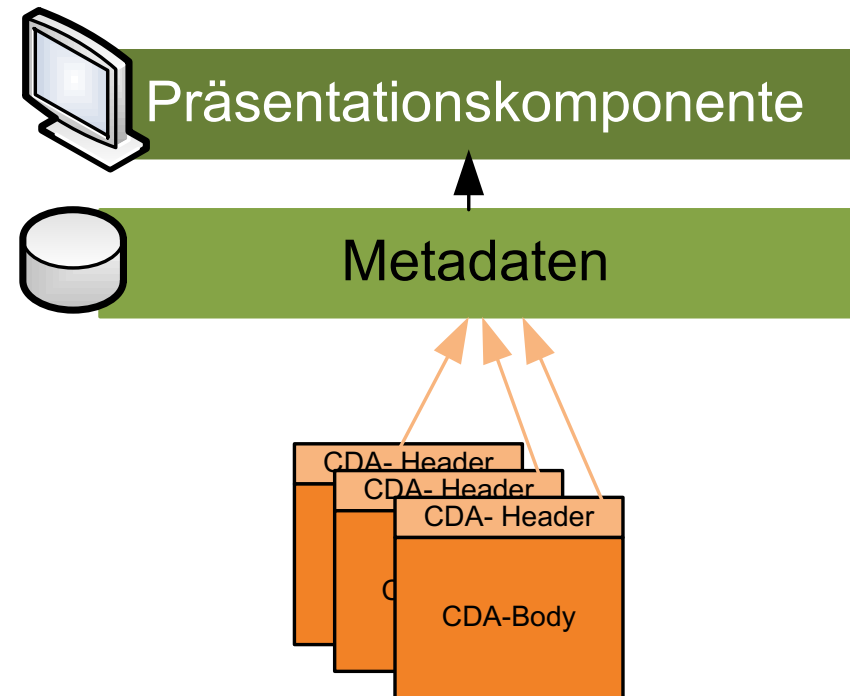 Präsentationskomponente
Metadaten
CDA- Header
CDA- Header
CDA- Header
C
CDA-Body